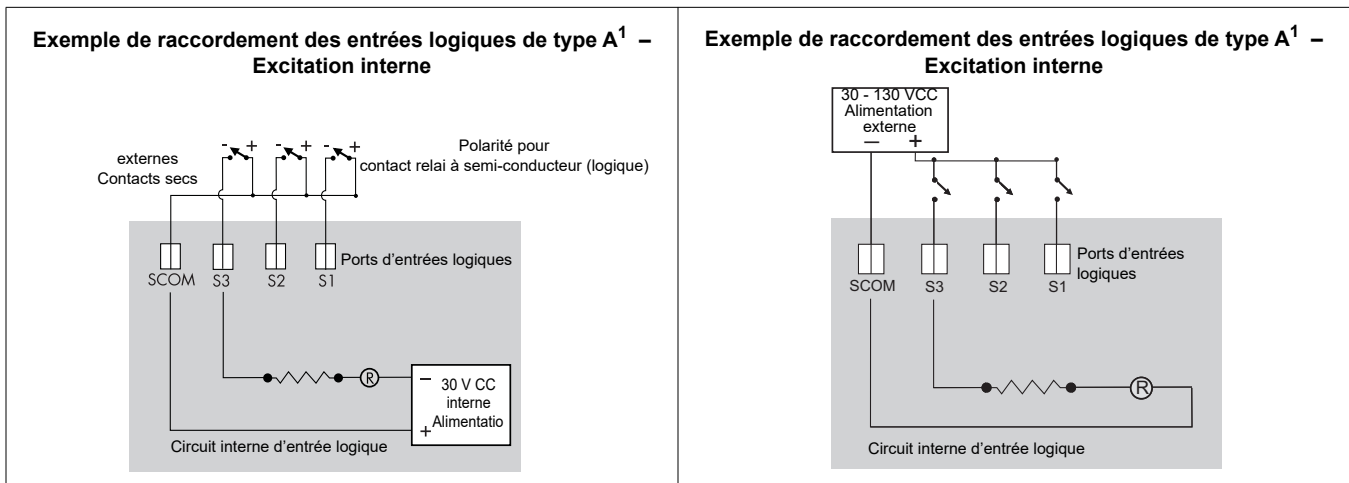 Exemple de raccordement des entrées logiques de type A¹ –
Excitation interne
externes
Contacts secs
- + - + - +
Polarité pour
contact relai à semi-conducteur (logique)
SCOM S3 S2 S1
Ports d'entrées logiques
R
–
+
30 V CC
interne
Alimentatio
Circuit interne d'entrée logique
Exemple de raccordement des entrées logiques de type A¹ –
Excitation interne
30 - 130 VCC
Alimentation
externe
– +
SCOM S3 S2 S1
Ports d'entrées
logiques
R
Circuit interne d'entrée logique